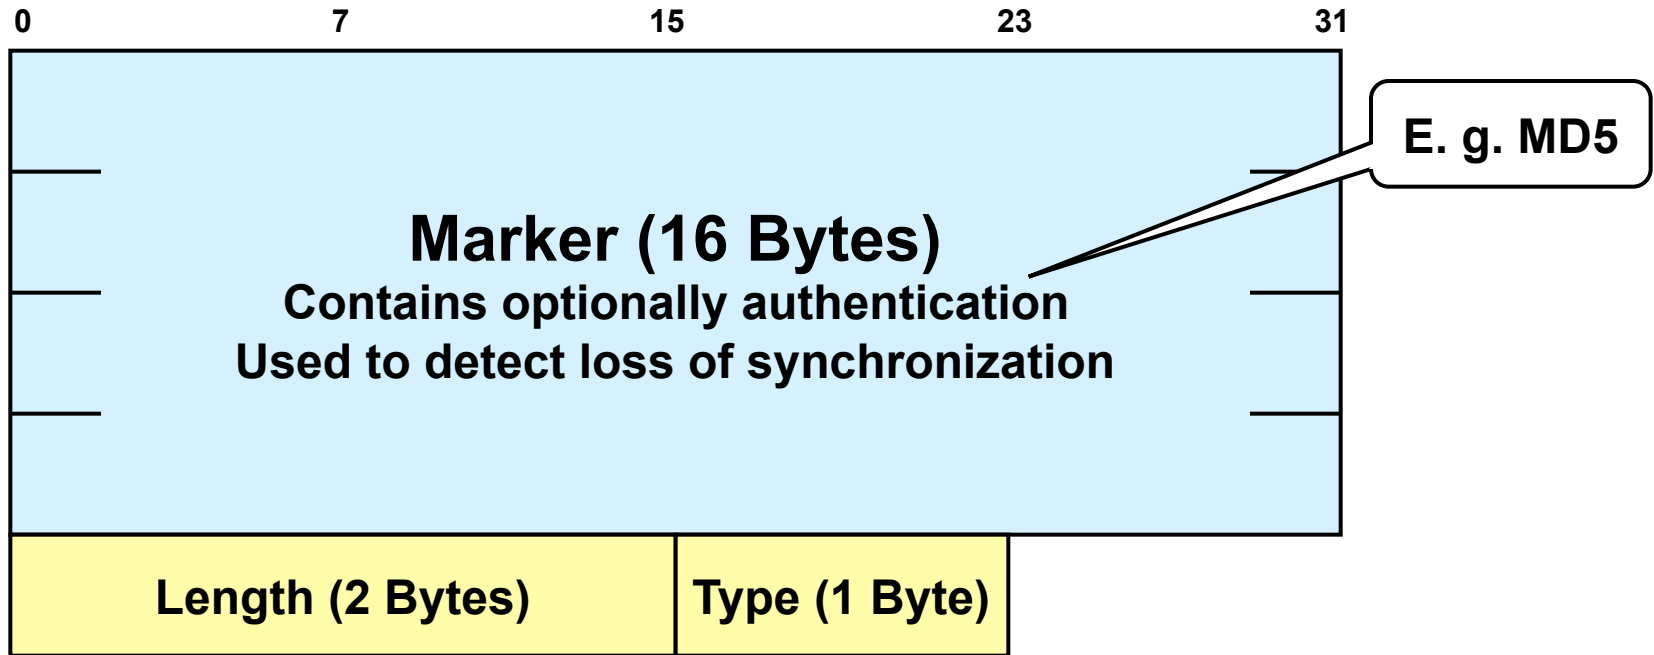 0 7 15 23 31
E. g. MD5
Marker (16 Bytes)
Contains optionally authentication
Used to detect loss of synchronization
Length (2 Bytes) Type (1 Byte)